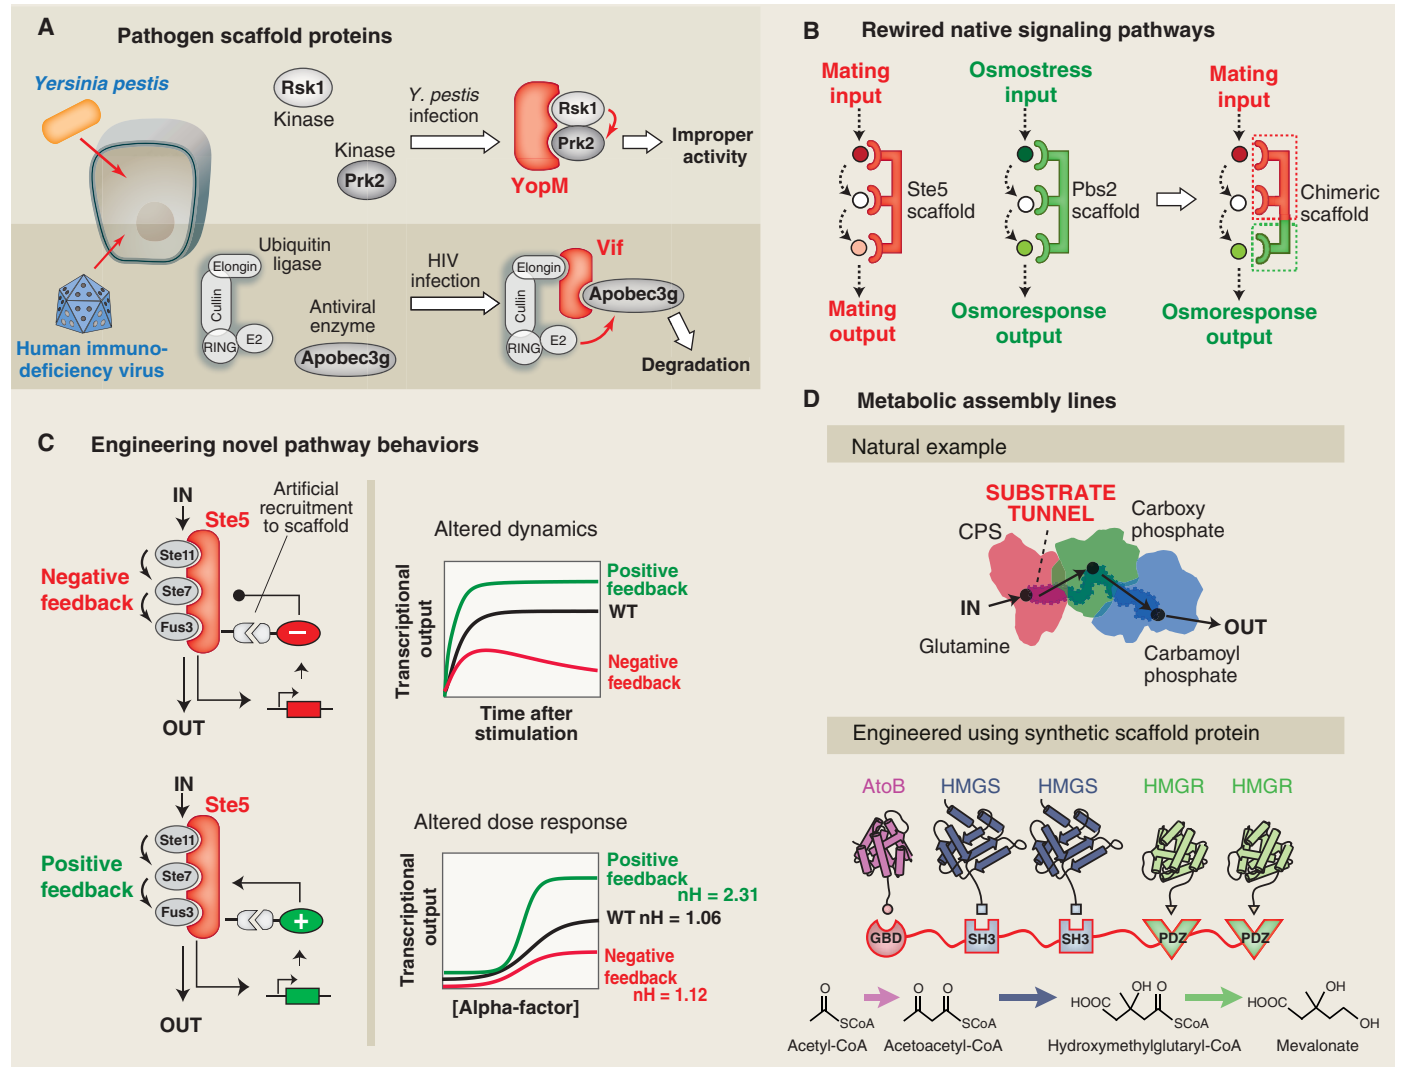 A
Pathogen scaffold proteins
Yersinia pestis
Rsk1
Kinase
Kinase
Prk2
Y. pestis
infection
Rsk1
Prk2
YopM
Improper
activity
Human immuno-
deficiency virus
Ubiquitin
ligase
Elongin
Cullin
RING
E2
Antiviral
enzyme
Apobec3g
HIV
infection
Vif
Elongin
Cullin
RING
E2
Apobec3g
Degradation
B
Rewired native signaling pathways
Mating
input
Ste5
scaffold
Mating
output
Osmostress
input
Pbs2
scaffold
Osmoresponse
output
Mating
input
Chimeric
scaffold
Osmoresponse
output
C
Engineering novel pathway behaviors
IN
Artificial
recruitment
to scaffold
Ste5
Ste11
Ste7
Fus3
Negative
feedback
−
OUT
IN
Ste5
Ste11
Ste7
Fus3
Positive
feedback
+
OUT
Altered dynamics
Transcriptional
output
Positive
feedback
WT
Negative
feedback
Time after
stimulation
Altered dose response
Transcriptional
output
Positive
feedback
nH = 2.31
WT nH = 1.06
Negative
feedback
nH = 1.12
[Alpha-factor]
D
Metabolic assembly lines
Natural example
SUBSTRATE
TUNNEL
CPS
Carboxy
phosphate
IN
Glutamine
OUT
Carbamoyl
phosphate
Engineered using synthetic scaffold protein
AtoB
HMGS
HMGS
HMGR
HMGR
GBD
SH3
SH3
PDZ
PDZ
O
SCoA
Acetyl-CoA
O
O
SCoA
Acetoacetyl-CoA
HOOC
OH
O
SCoA
Hydroxymethylglutaryl-CoA
HOOC
OH
OH
Mevalonate